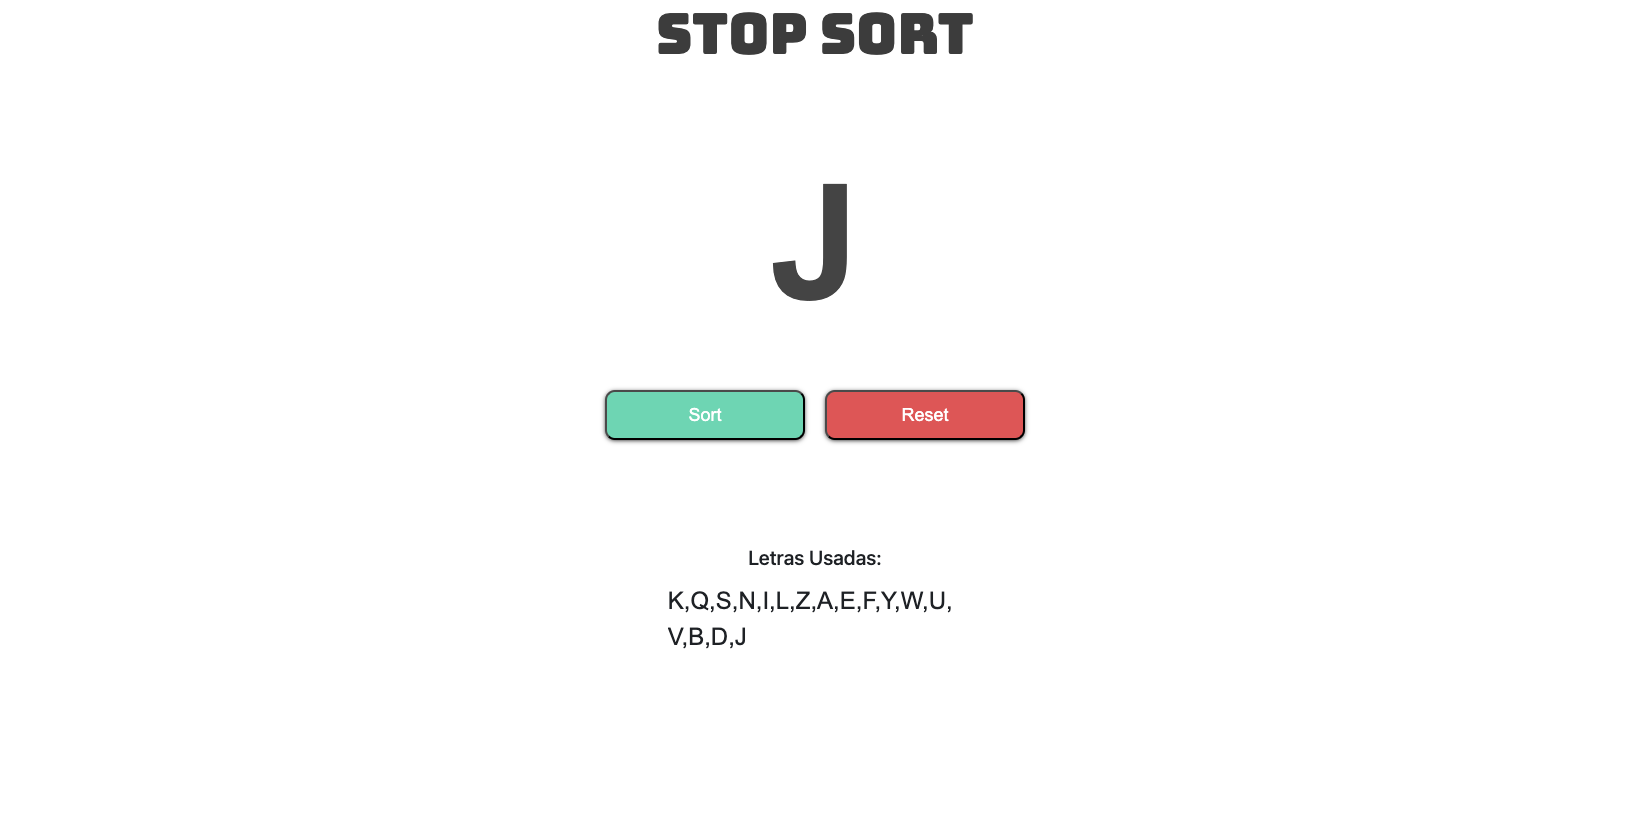 STOP SORT
J
Sort
Reset
Letras Usadas:
K,Q,S,N,I,L,Z,A,E,F,Y,W,U,
V,B,D,J